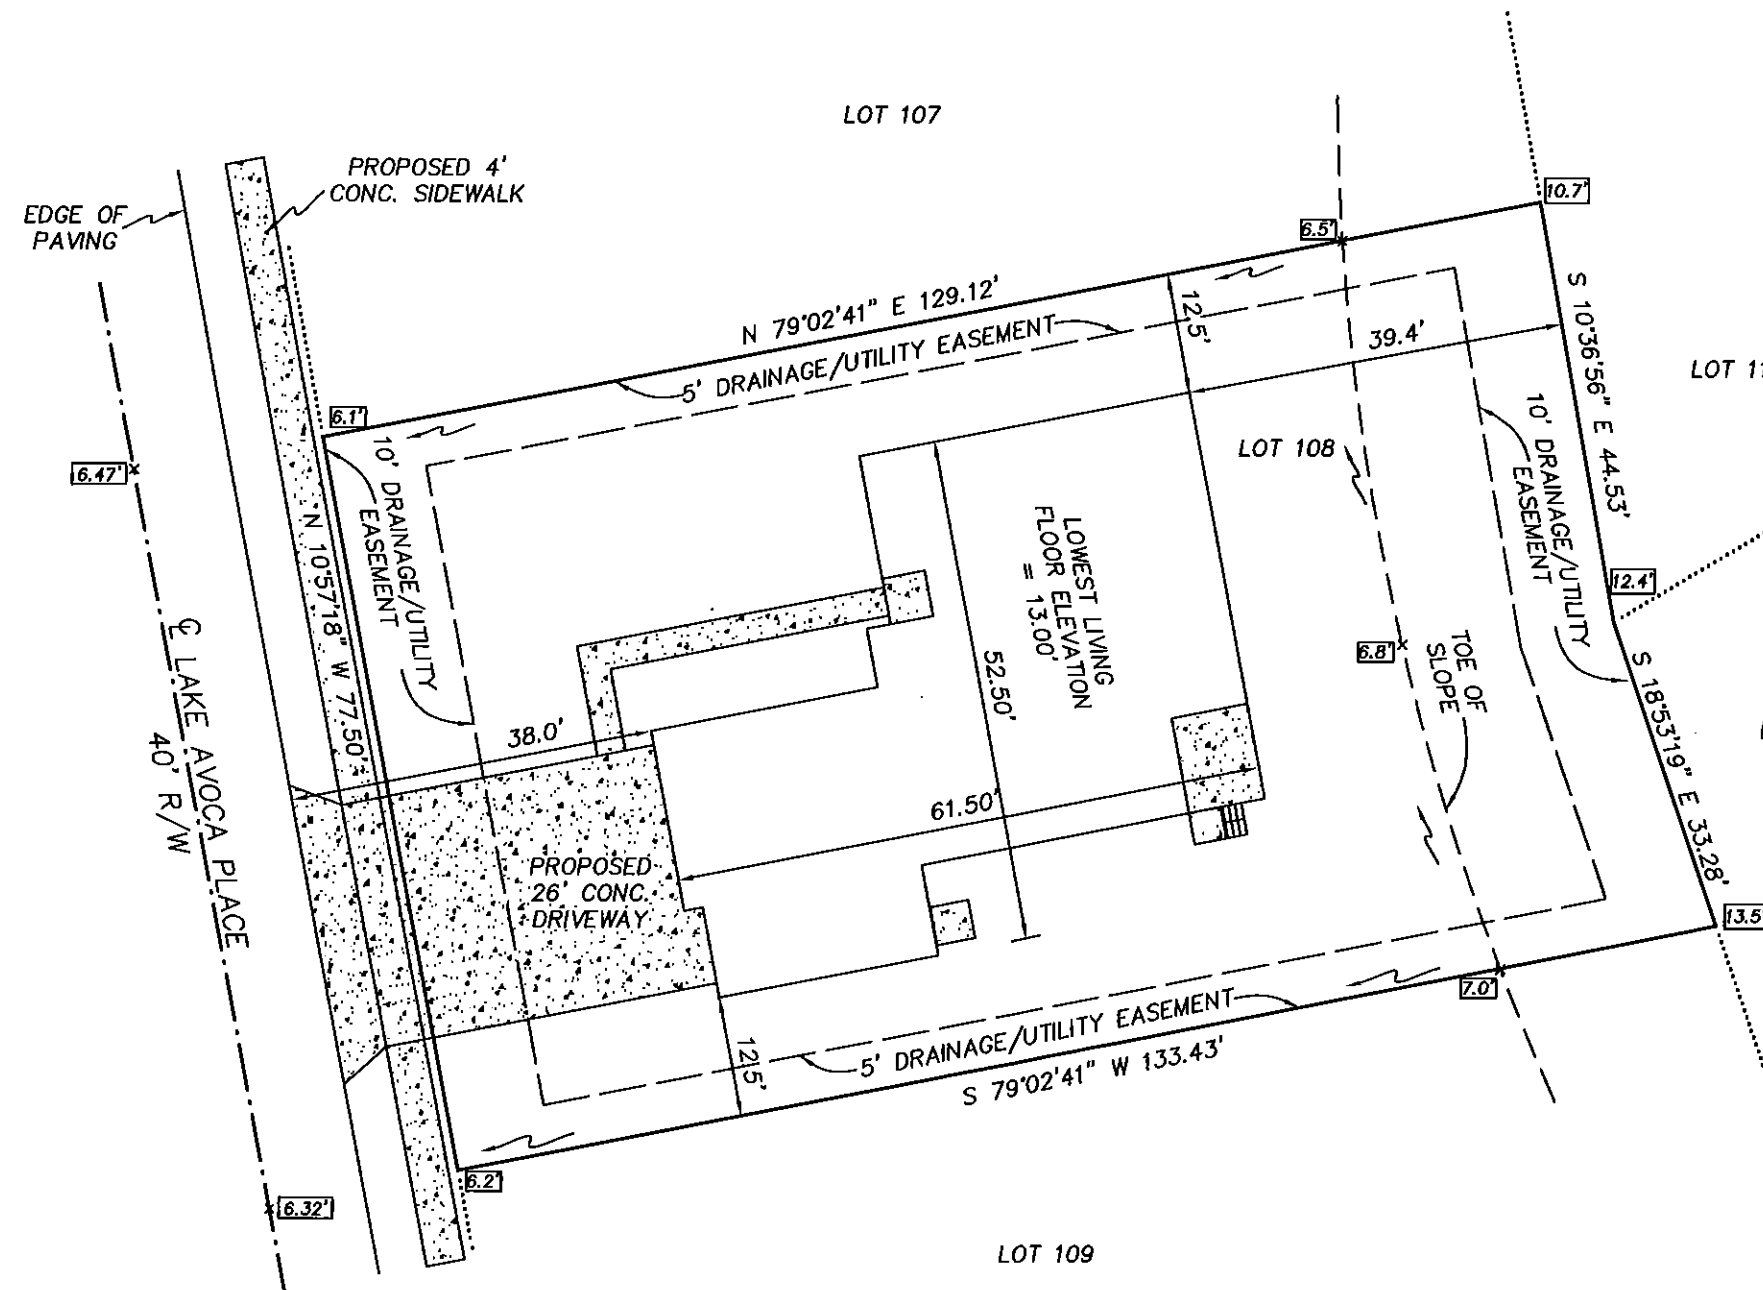 LOT 107
PROPOSED 4'
CONC. SIDEWALK
EDGE OF
PAVING
10.7'
6.5'
N 79°02'41" E 129.12'
12.5'
39.4'
S 10°36'56" E 44.53'
5' DRAINAGE/UTILITY EASEMENT
6.1'
6.47'
10' DRAINAGE/UTILITY
EASEMENT
LOT 108
10' DRAINAGE/UTILITY
EASEMENT
LOT 11
N 10°57'18" W 77.50'
LOWEST LIVING
FLOOR ELEVATION
= 13.00'
12.4'
6.8'
TOE OF
SLOPE
52.50'
S 18°53'19" E 33.28'
℄ LAKE AVOCA PLACE
40' R/W
38.0'
61.50'
PROPOSED
26' CONC.
DRIVEWAY
13.5
7.0'
5' DRAINAGE/UTILITY EASEMENT
12.5'
S 79°02'41" W 133.43'
6.2'
6.32'
LOT 109